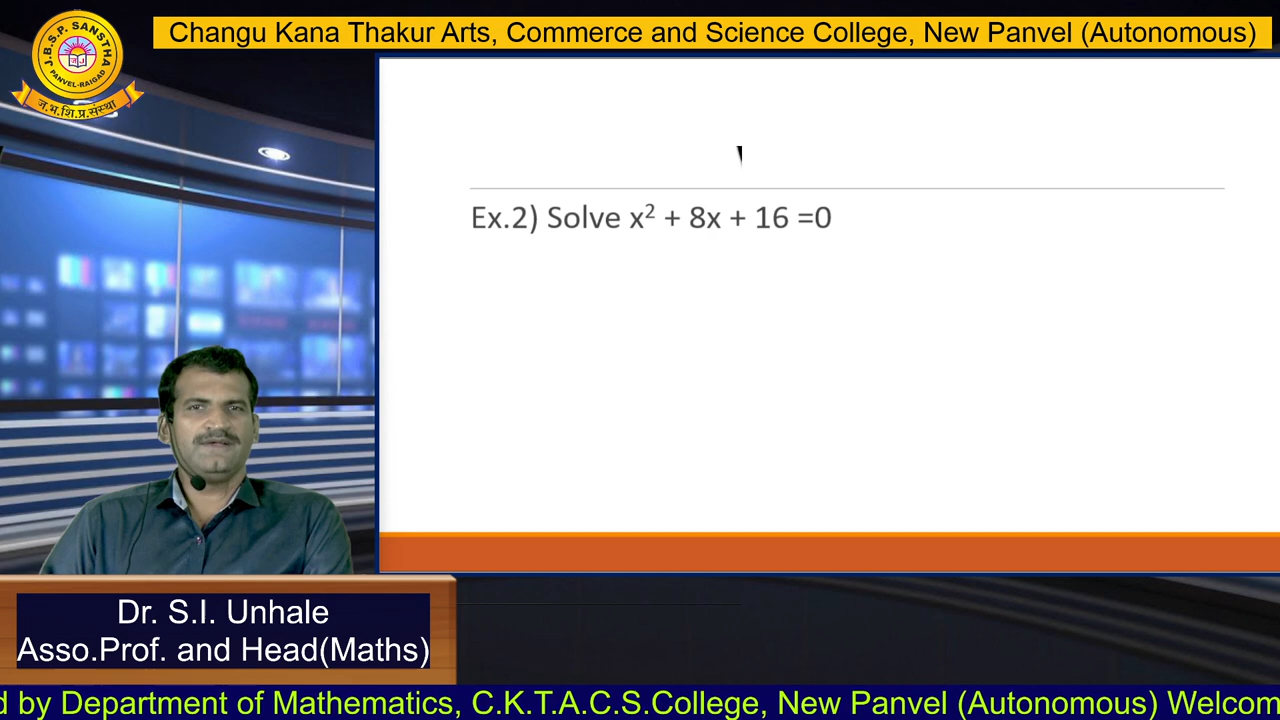 Changu Kana Thakur Arts, Commerce and Science College, New Panvel (Autonomous)
J.B.S.P. SANSTHA
PANVEL-RAIGAD
ज.भ.शि.प्र.संस्था
Ex.2) Solve x² + 8x + 16 =0
Dr. S.I. Unhale
Asso.Prof. and Head(Maths)
d by Department of Mathematics, C.K.T.A.C.S.College, New Panvel (Autonomous) Welcom